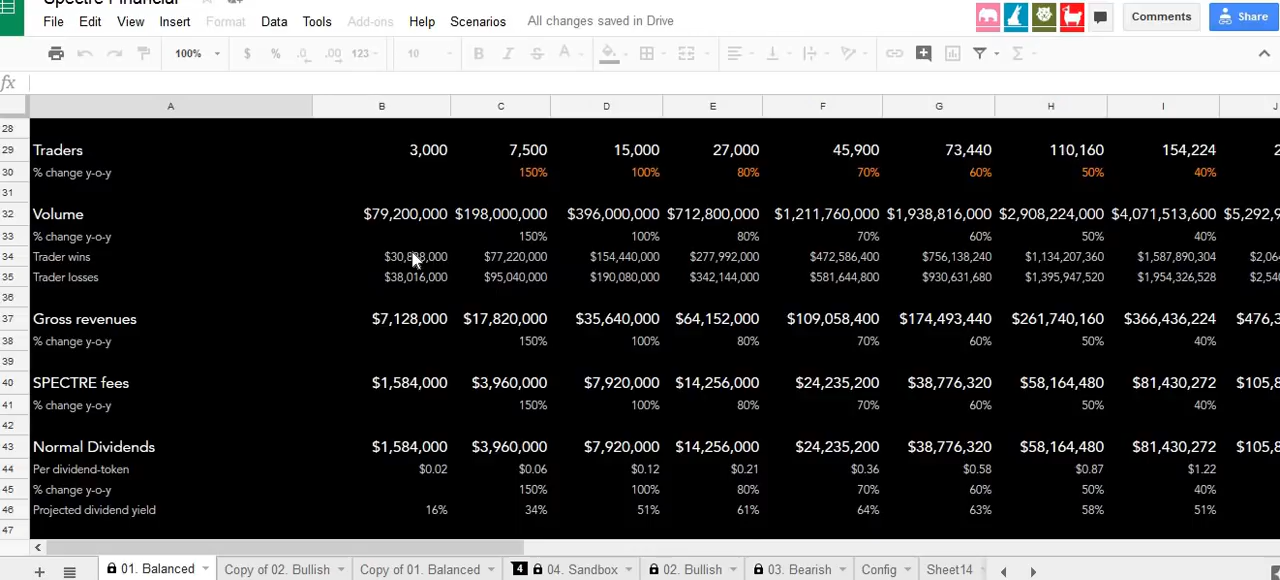 Spectre Financial
File Edit View Insert Format Data Tools Add-ons Help Scenarios All changes saved in Drive Comments Share
100% $ % .0 .00 123 10 B I S A
fx
A B C D E F G H I J
28
29 Traders 3,000 7,500 15,000 27,000 45,900 73,440 110,160 154,224 2
30 % change y-o-y 150% 100% 80% 70% 60% 50% 40%
31
32 Volume $79,200,000 $198,000,000 $396,000,000 $712,800,000 $1,211,760,000 $1,938,816,000 $2,908,224,000 $4,071,513,600 $5,292,9
33 % change y-o-y 150% 100% 80% 70% 60% 50% 40%
34 Trader wins $77,220,000 $154,440,000 $277,992,000 $472,586,400 $756,138,240 $1,134,207,360 $1,587,890,304 $2,06
35 Trader losses $38,016,000 $95,040,000 $190,080,000 $342,144,000 $581,644,800 $930,631,680 $1,395,947,520 $1,954,326,528 $2,54
36
37 Gross revenues $7,128,000 $17,820,000 $35,640,000 $64,152,000 $109,058,400 $174,493,440 $261,740,160 $366,436,224 $476,3
38 % change y-o-y 150% 100% 80% 70% 60% 50% 40%
39
40 SPECTRE fees $1,584,000 $3,960,000 $7,920,000 $14,256,000 $24,235,200 $38,776,320 $58,164,480 $81,430,272 $105,8
41 % change y-o-y 150% 100% 80% 70% 60% 50% 40%
42
43 Normal Dividends $1,584,000 $3,960,000 $7,920,000 $14,256,000 $24,235,200 $38,776,320 $58,164,480 $81,430,272 $105,8
44 Per dividend-token $0.02 $0.06 $0.12 $0.21 $0.36 $0.58 $0.87 $1.22
45 % change y-o-y 150% 100% 80% 70% 60% 50% 40%
46 Projected dividend yield 16% 34% 51% 61% 64% 63% 58% 51%
47
01. Balanced Copy of 02. Bullish Copy of 01. Balanced 4 04. Sandbox 02. Bullish 03. Bearish Config Sheet14